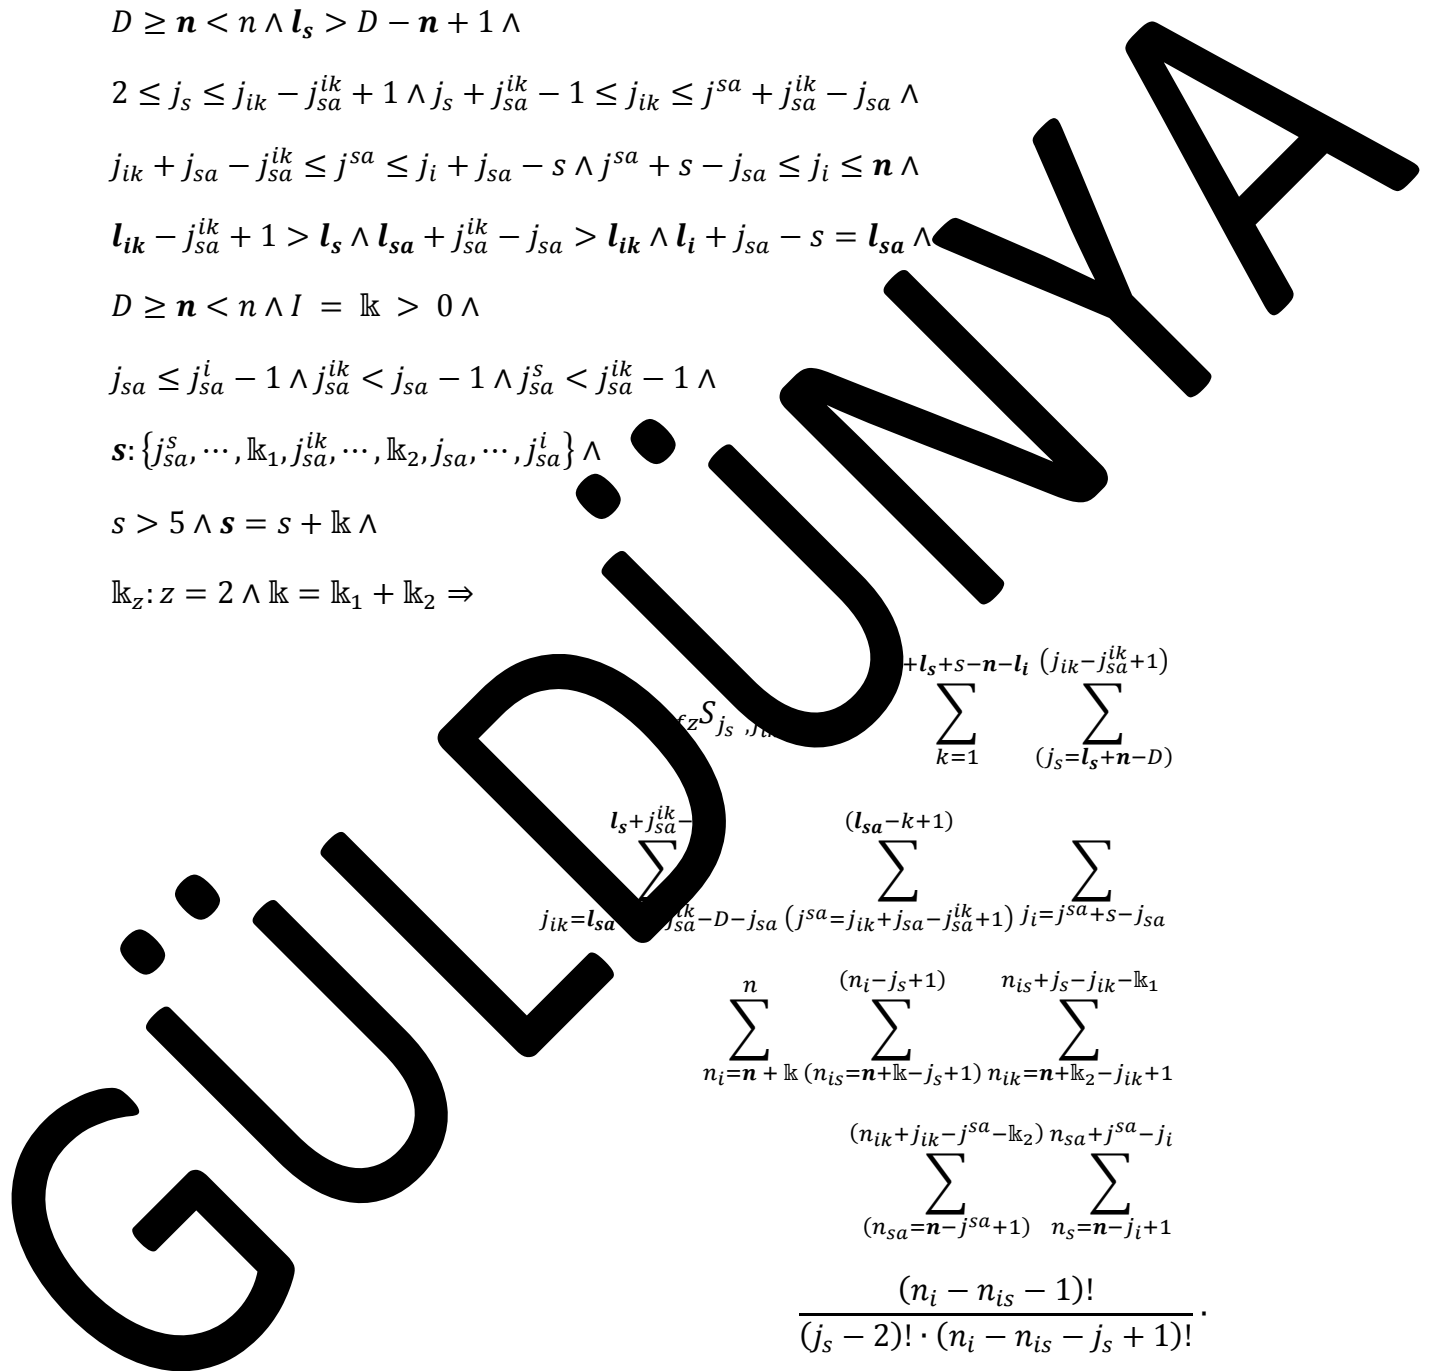 D ≥ n < n ∧ l_s > D − n + 1 ∧
2 ≤ j_s ≤ j_{ik} − j_{sa}^{ik} + 1 ∧ j_s + j_{sa}^{ik} − 1 ≤ j_{ik} ≤ j^{sa} + j_{sa}^{ik} − j_{sa} ∧
j_{ik} + j_{sa} − j_{sa}^{ik} ≤ j^{sa} ≤ j_i + j_{sa} − s ∧ j^{sa} + s − j_{sa} ≤ j_i ≤ n ∧
l_{ik} − j_{sa}^{ik} + 1 > l_s ∧ l_{sa} + j_{sa}^{ik} − j_{sa} > l_{ik} ∧ l_i + j_{sa} − s = l_{sa} ∧
D ≥ n < n ∧ I = 𝕜 > 0 ∧
j_{sa} ≤ j_{sa}^i − 1 ∧ j_{sa}^{ik} < j_{sa} − 1 ∧ j_{sa}^s < j_{sa}^{ik} − 1 ∧
s: {j_{sa}^s, ⋯, 𝕜_1, j_{sa}^{ik}, ⋯, 𝕜_2, j_{sa}, ⋯, j_{sa}^i} ∧
s > 5 ∧ s = s + 𝕜 ∧
𝕜_z: z = 2 ∧ 𝕜 = 𝕜_1 + 𝕜_2 ⇒
+l_s+s−n−l_i (j_{ik}−j_{sa}^{ik}+1)
z S_{j_s, ∑ ∑
k=1 (j_s=l_s+n−D)
l_s+j_{sa}^{ik}− (l_{sa}−k+1)
∑ ∑ ∑
j_{ik}=l_{sa} −D−j_{sa} (j^{sa}=j_{ik}+j_{sa}−j_{sa}^{ik}+1) j_i=j^{sa}+s−j_{sa}
n (n_i−j_s+1) n_{is}+j_s−j_{ik}−𝕜_1
∑ ∑ ∑
n_i=n+𝕜 (n_{is}=n+𝕜−j_s+1) n_{ik}=n+𝕜_2−j_{ik}+1
(n_{ik}+j_{ik}−j^{sa}−𝕜_2) n_{sa}+j^{sa}−j_i
∑ ∑
(n_{sa}=n−j^{sa}+1) n_s=n−j_i+1
(n_i − n_{is} − 1)!
(j_s − 2)! · (n_i − n_{is} − j_s + 1)! ·
GÜLDÜNYA